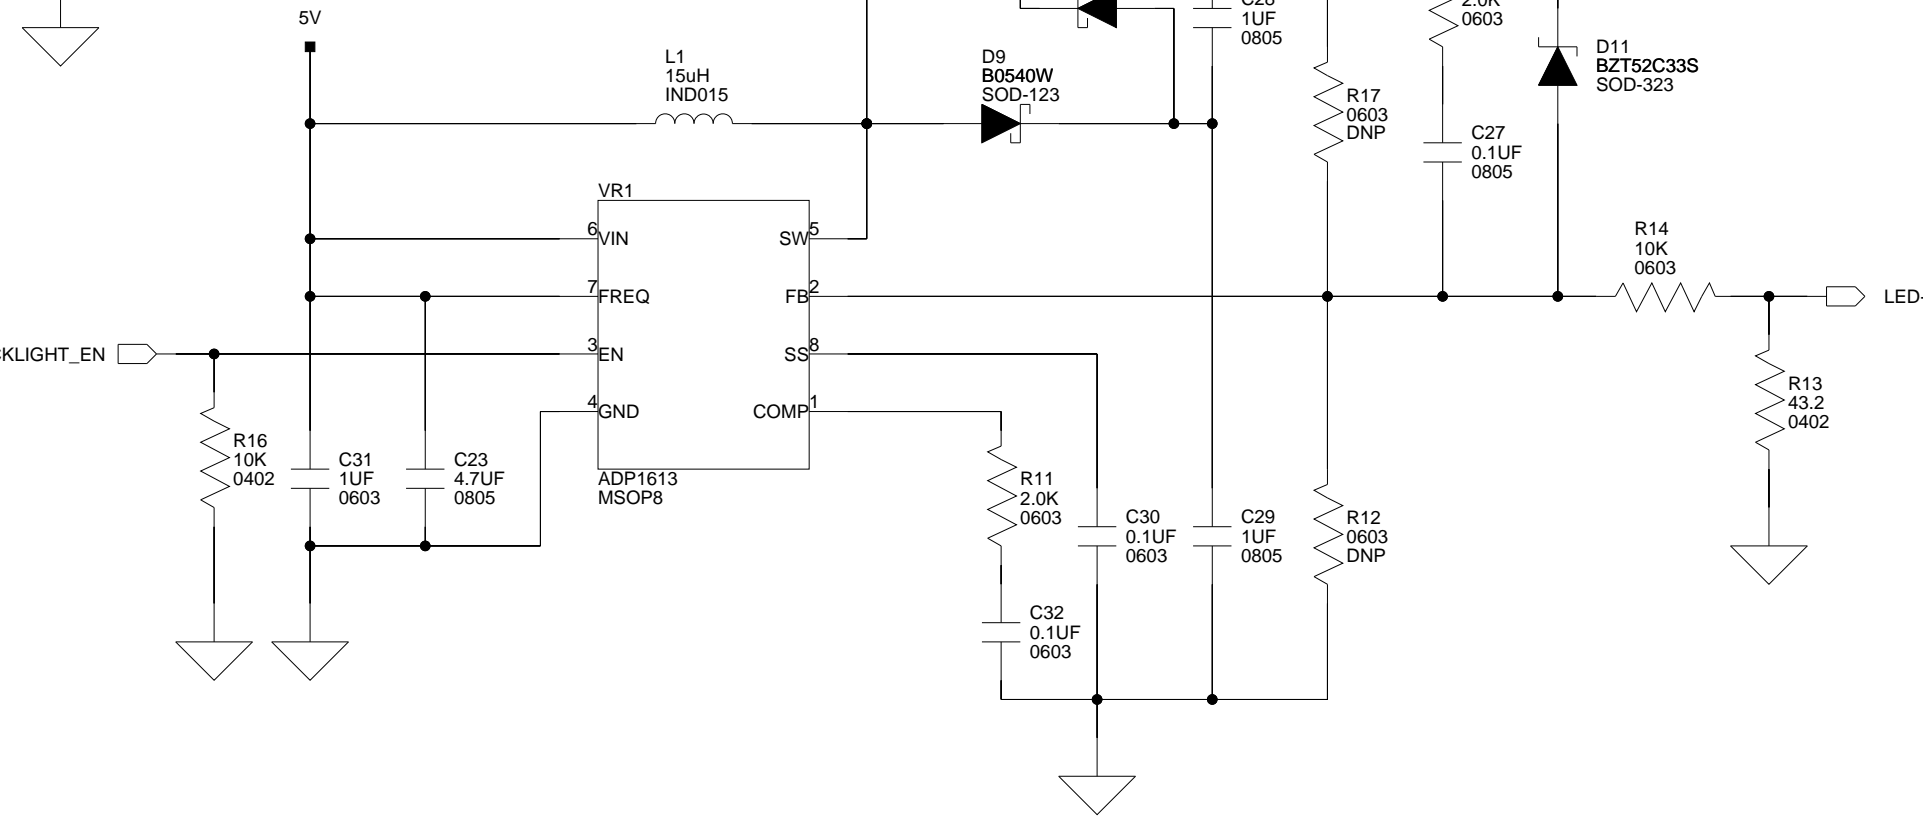 5V
L1
15uH
IND015
D9
B0540W
SOD-123
1UF
0805
0603
D11
BZT52C33S
SOD-323
R17
0603
DNP
C27
0.1UF
0805
VR1
6
VIN
SW
5
7
FREQ
FB
2
3
EN
SS
8
4
GND
COMP
1
ADP1613
MSOP8
R14
10K
0603
LED-
KLIGHT_EN
R13
43.2
0402
R16
10K
0402
C31
1UF
0603
C23
4.7UF
0805
R11
2.0K
0603
C30
0.1UF
0603
C29
1UF
0805
R12
0603
DNP
C32
0.1UF
0603